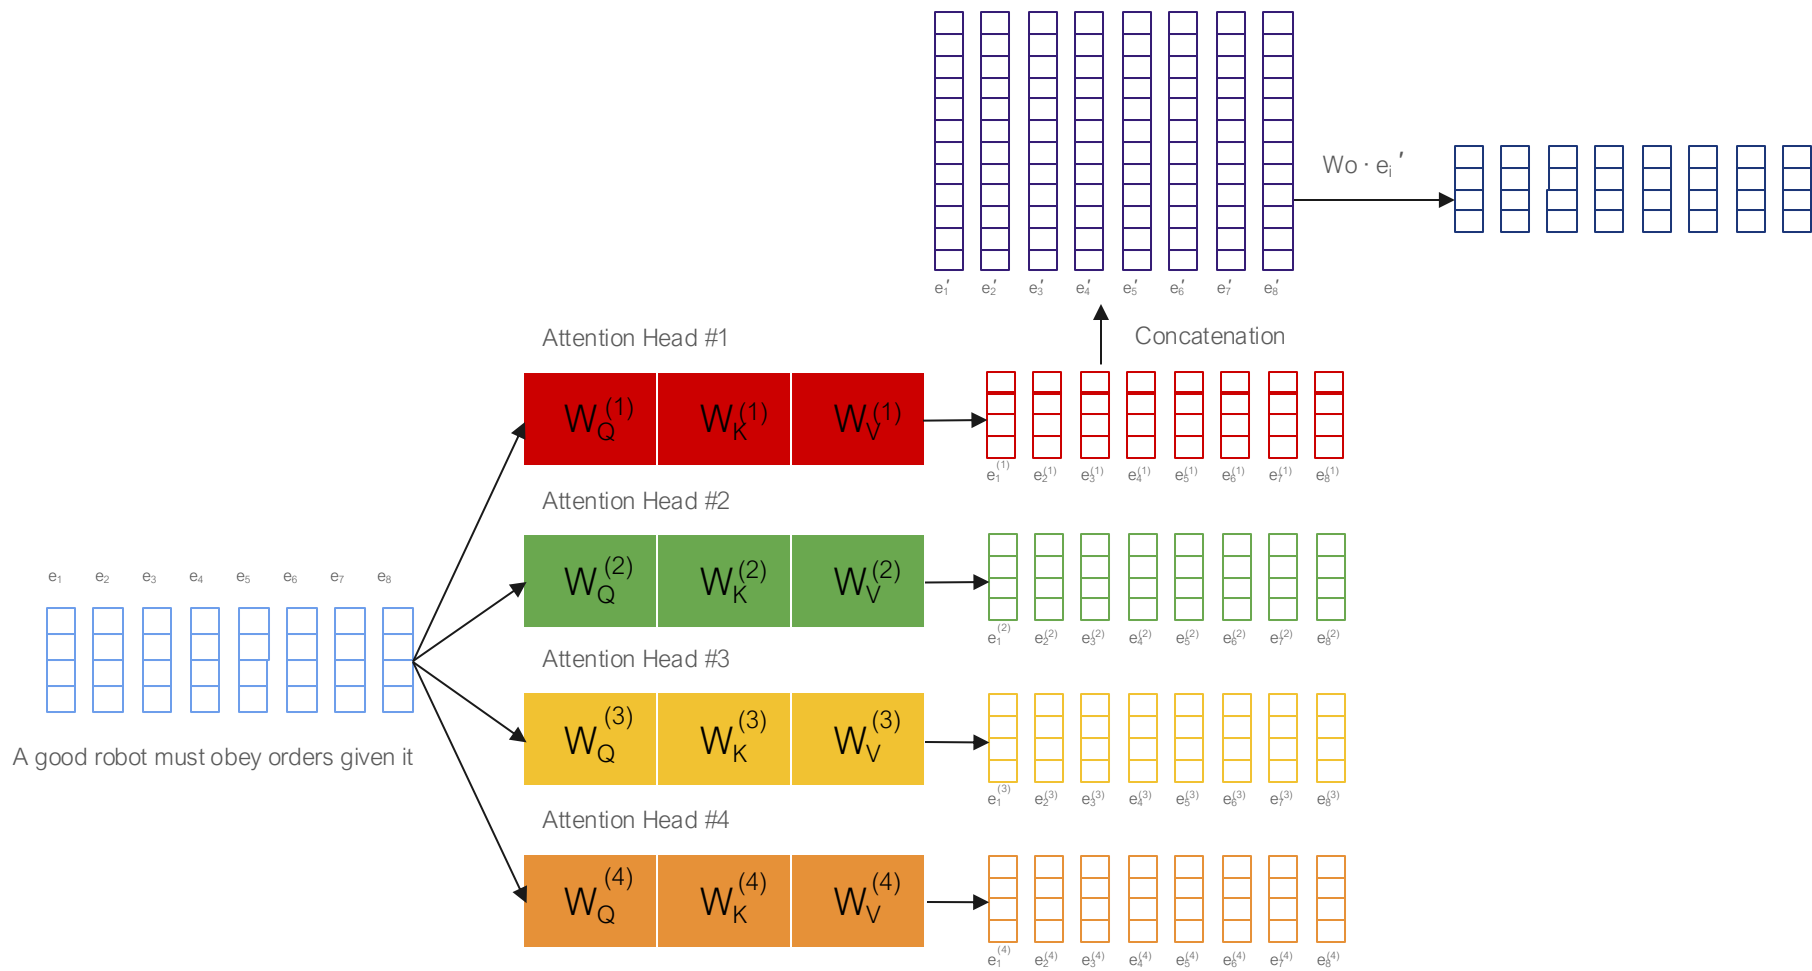 e₁' e₂' e₃' e₄' e₅' e₆' e₇' e₈'
Wo · eᵢ'
Concatenation
Attention Head #1
W_Q^(1) W_K^(1) W_V^(1)
e₁^(1) e₂^(1) e₃^(1) e₄^(1) e₅^(1) e₆^(1) e₇^(1) e₈^(1)
Attention Head #2
W_Q^(2) W_K^(2) W_V^(2)
e₁^(2) e₂^(2) e₃^(2) e₄^(2) e₅^(2) e₆^(2) e₇^(2) e₈^(2)
e₁ e₂ e₃ e₄ e₅ e₆ e₇ e₈
A good robot must obey orders given it
Attention Head #3
W_Q^(3) W_K^(3) W_V^(3)
e₁^(3) e₂^(3) e₃^(3) e₄^(3) e₅^(3) e₆^(3) e₇^(3) e₈^(3)
Attention Head #4
W_Q^(4) W_K^(4) W_V^(4)
e₁^(4) e₂^(4) e₃^(4) e₄^(4) e₅^(4) e₆^(4) e₇^(4) e₈^(4)